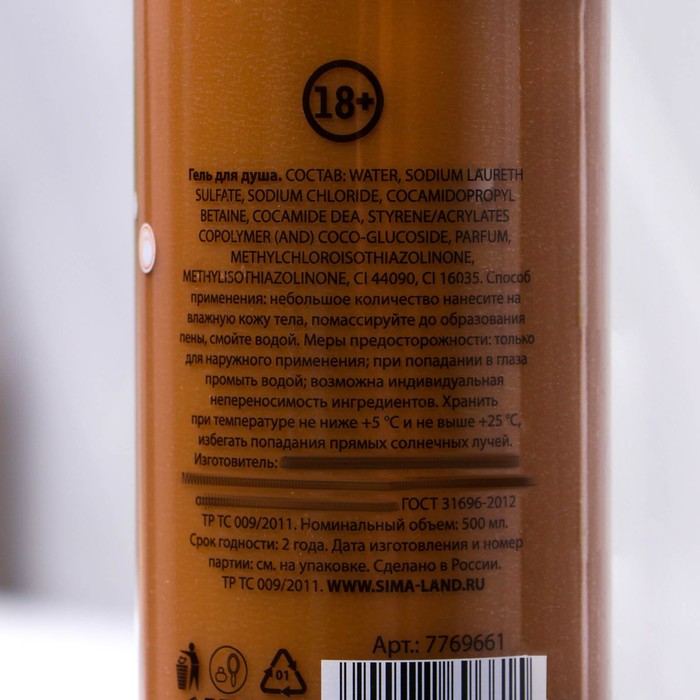 18+
Гель для душа. СОСТАВ: WATER, SODIUM LAURETH
SULFATE, SODIUM CHLORIDE, COCAMIDOPROPYL
BETAINE, COCAMIDE DEA, STYRENE/ACRYLATES
COPOLYMER (AND) COCO-GLUCOSIDE, PARFUM,
METHYLCHLOROISOTHIAZOLINONE,
METHYLISOTHIAZOLINONE, CI 44090, CI 16035. Способ
применения: небольшое количество нанесите на
влажную кожу тела, помассируйте до образования
пены, смойте водой. Меры предосторожности: только
для наружного применения; при попадании в глаза
промыть водой; возможна индивидуальная
непереносимость ингредиентов. Хранить
при температуре не ниже +5 °С и не выше +25 °С,
избегать попадания прямых солнечных лучей.
Изготовитель:
ГОСТ 31696-2012
ТР ТС 009/2011. Номинальный объем: 500 мл.
Срок годности: 2 года. Дата изготовления и номер
партии: см. на упаковке. Сделано в России.
ТР ТС 009/2011. WWW.SIMA-LAND.RU
Арт.: 7769661
01